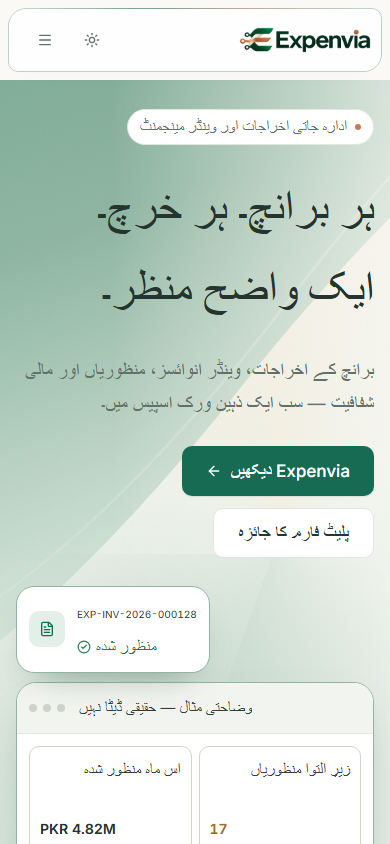 Expenvia
ادارہ جاتی اخراجات اور وینڈر مینجمنٹ
ہر برانچ۔ ہر خرچ۔
ایک واضح منظر۔
برانچ کے اخراجات، وینڈر انوائسز، منظوریاں اور مالی
شفافیت — سب ایک ذہین ورک اسپیس میں۔
Expenvia دیکھیں
پلیٹ فارم کا جائزہ
EXP-INV-2026-000128
منظور شدہ
وضاحتی مثال — حقیقی ڈیٹا نہیں
زیرِ التوا منظوریاں
17
اس ماہ منظور شدہ
PKR 4.82M